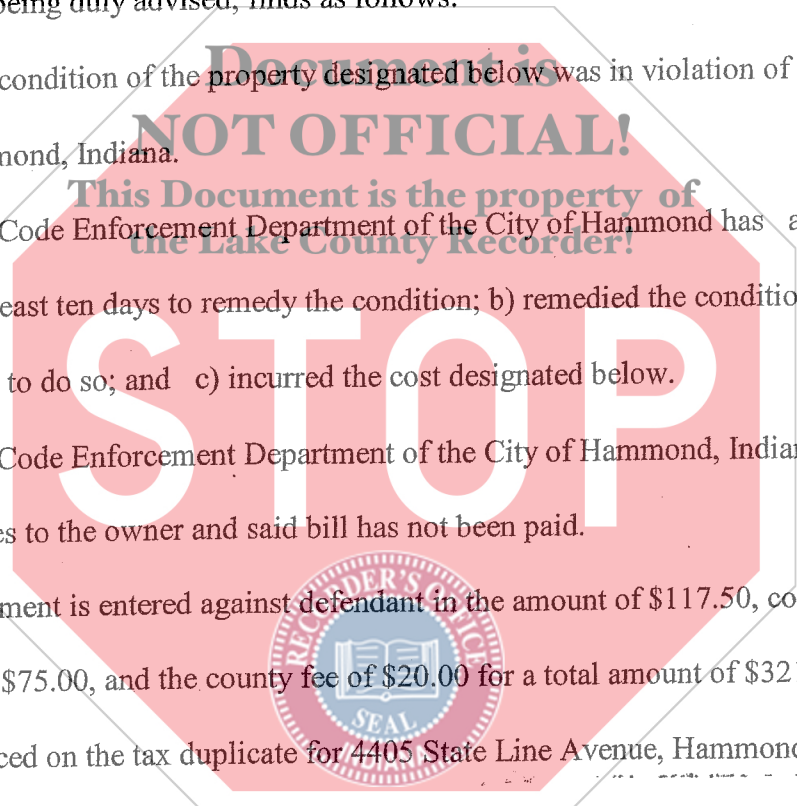 being duly advised, finds as follows:
condition of the property designated below was in violation of
mond, Indiana.
Code Enforcement Department of the City of Hammond has a
east ten days to remedy the condition; b) remedied the conditio
to do so; and c) incurred the cost designated below.
Code Enforcement Department of the City of Hammond, India
es to the owner and said bill has not been paid.
ment is entered against defendant in the amount of $117.50, co
$75.00, and the county fee of $20.00 for a total amount of $32
ced on the tax duplicate for 4405 State Line Avenue, Hammond
Document is
NOT OFFICIAL!
This Document is the property of
the Lake County Recorder!
STOP
RECORDER'S OFFICE
SEAL
INDIANA